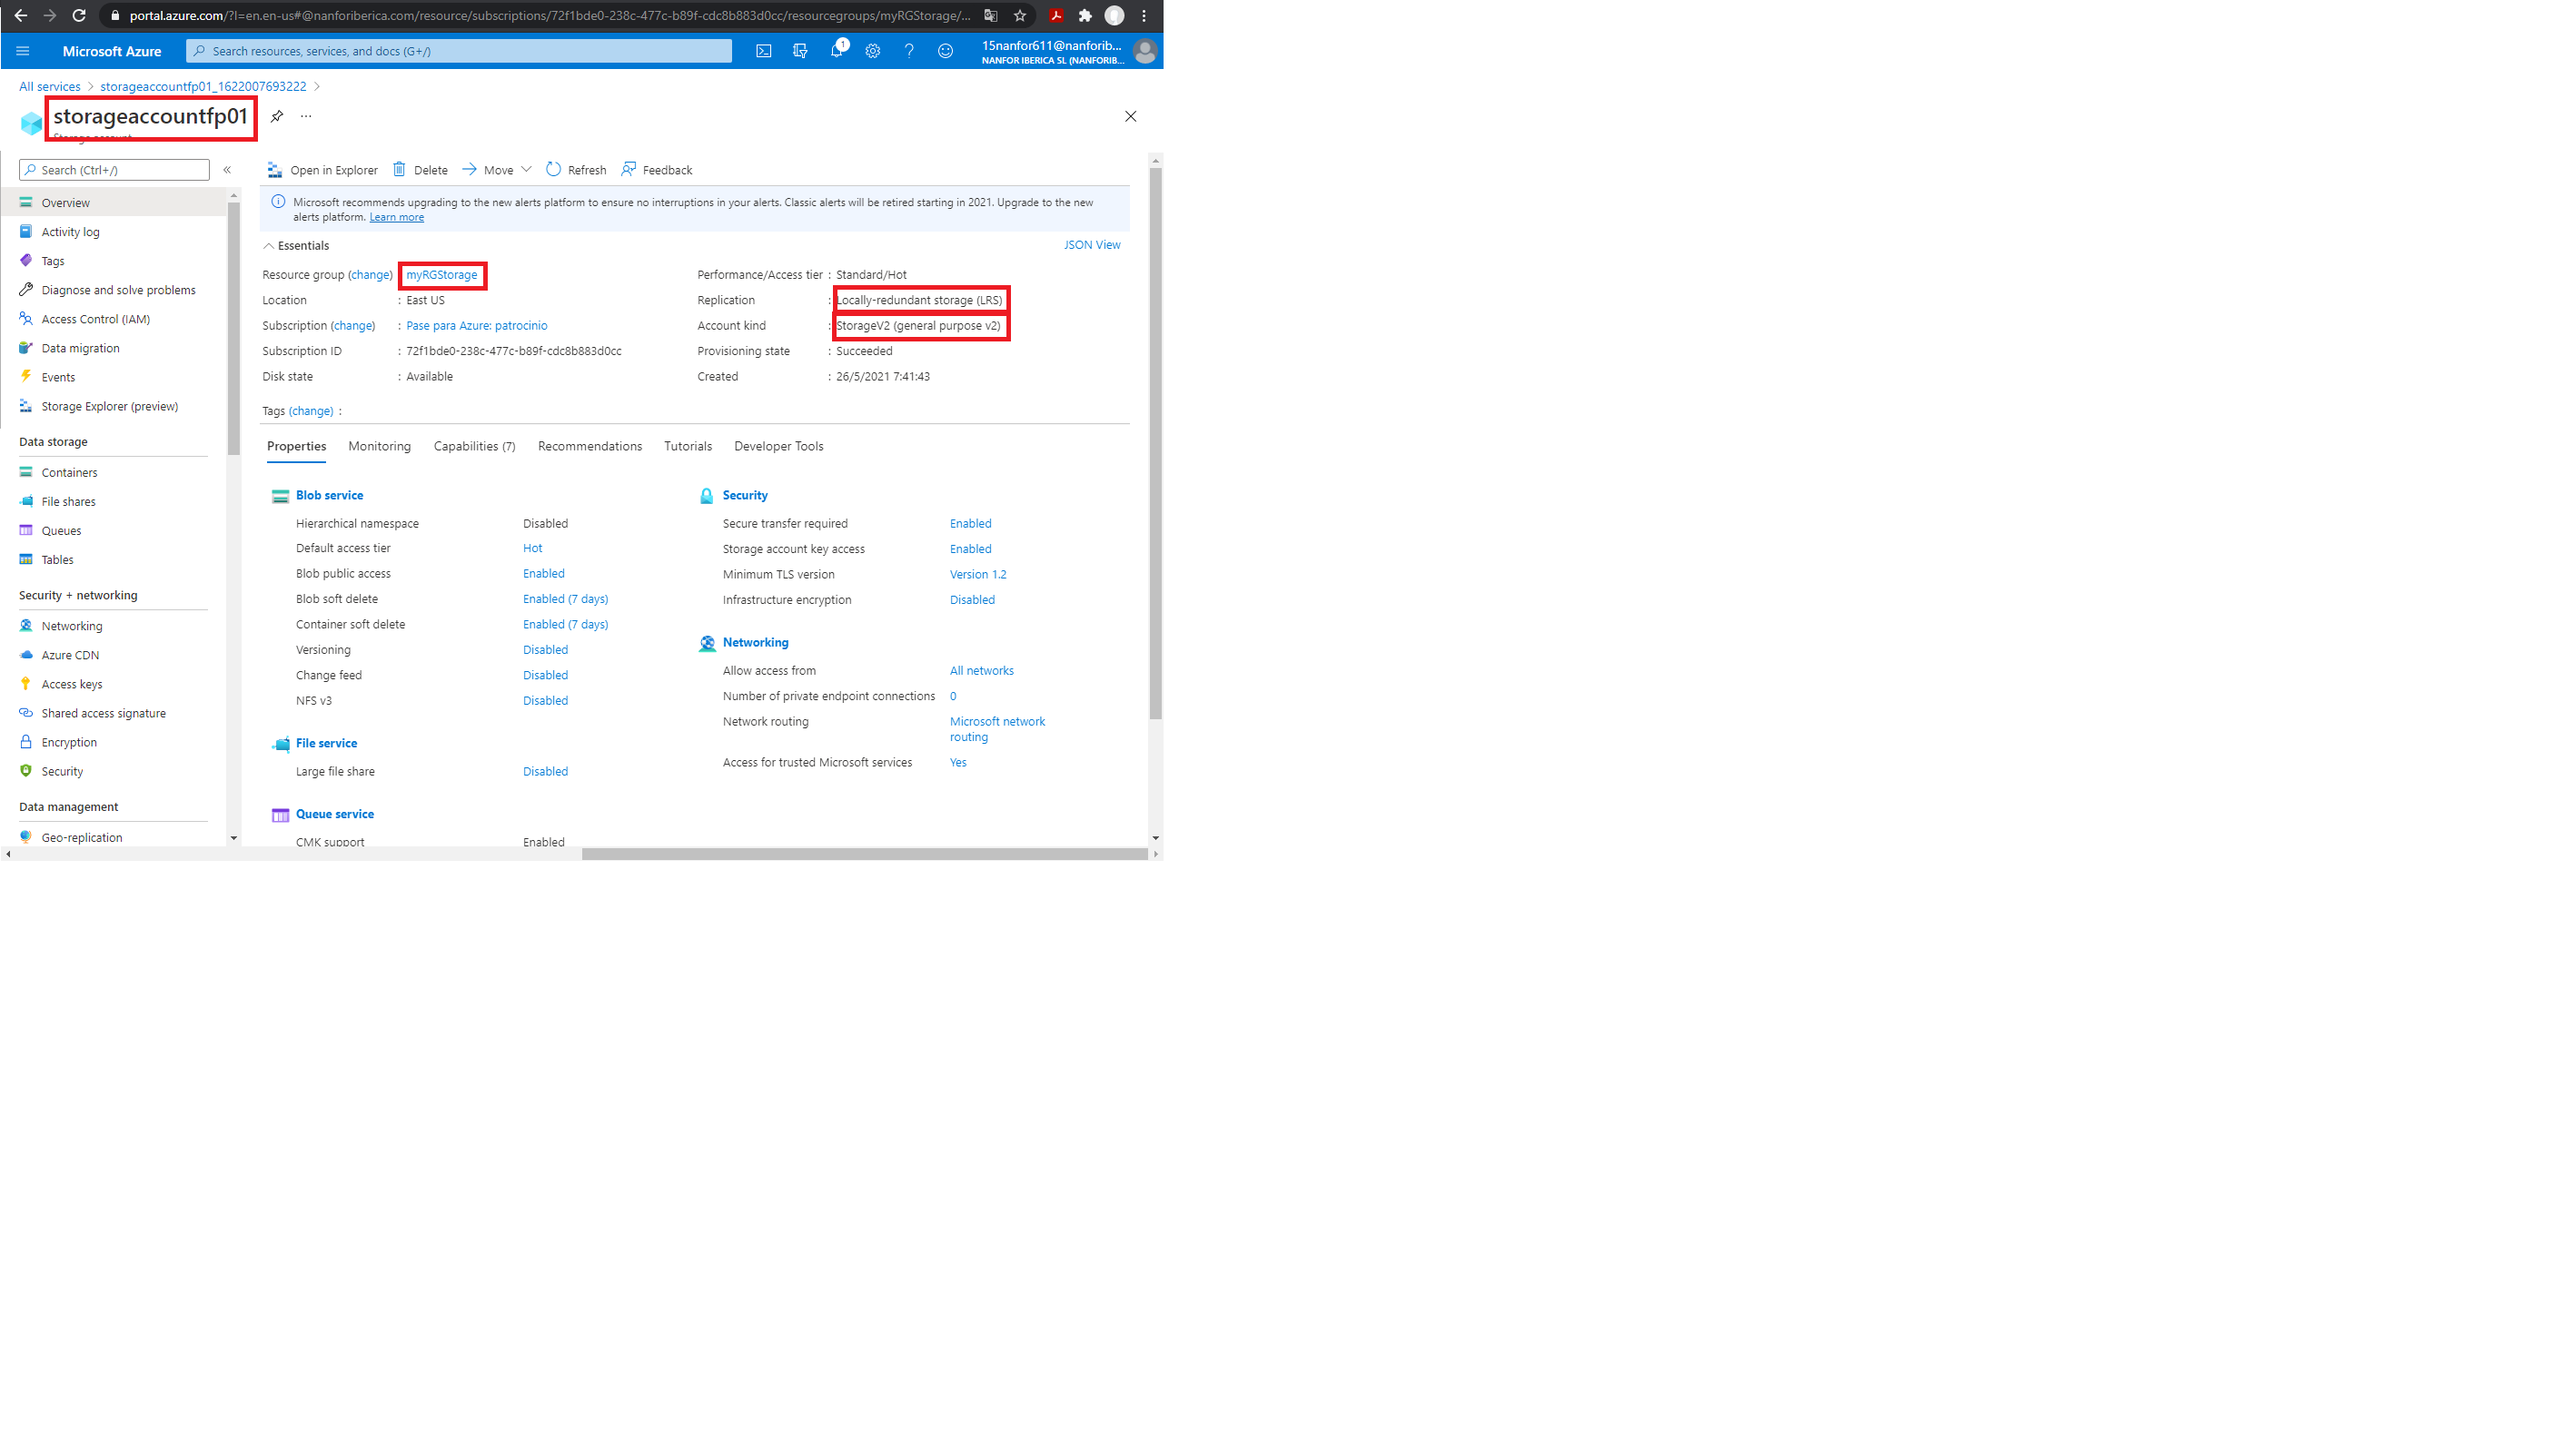 portal.azure.com/?l=en.en-us#@nanforiberica.com/resource/subscriptions/72f1bde0-238c-477c-b89f-cdc8b883d0cc/resourcegroups/myRGStorage/...
Microsoft Azure
Search resources, services, and docs (G+/)
1
15nanfor611@nanforib...
NANFOR IBERICA SL (NANFORIB...
All services > storageaccountfp01_1622007693222 >
storageaccountfp01
Storage account
Search (Ctrl+/)
«
Open in Explorer
Delete
Move
Refresh
Feedback
Microsoft recommends upgrading to the new alerts platform to ensure no interruptions in your alerts. Classic alerts will be retired starting in 2021. Upgrade to the new
alerts platform. Learn more
Overview
Activity log
Tags
Diagnose and solve problems
Access Control (IAM)
Data migration
Events
Storage Explorer (preview)
Data storage
Containers
File shares
Queues
Tables
Security + networking
Networking
Azure CDN
Access keys
Shared access signature
Encryption
Security
Data management
Geo-replication
Essentials
JSON View
Resource group (change) myRGStorage
Location : East US
Subscription (change) : Pase para Azure: patrocinio
Subscription ID : 72f1bde0-238c-477c-b89f-cdc8b883d0cc
Disk state : Available
Performance/Access tier : Standard/Hot
Replication : Locally-redundant storage (LRS)
Account kind : StorageV2 (general purpose v2)
Provisioning state : Succeeded
Created : 26/5/2021 7:41:43
Tags (change) :
Properties Monitoring Capabilities (7) Recommendations Tutorials Developer Tools
Blob service
Hierarchical namespace Disabled
Default access tier Hot
Blob public access Enabled
Blob soft delete Enabled (7 days)
Container soft delete Enabled (7 days)
Versioning Disabled
Change feed Disabled
NFS v3 Disabled
File service
Large file share Disabled
Queue service
CMK support Enabled
Security
Secure transfer required Enabled
Storage account key access Enabled
Minimum TLS version Version 1.2
Infrastructure encryption Disabled
Networking
Allow access from All networks
Number of private endpoint connections 0
Network routing Microsoft network
routing
Access for trusted Microsoft services Yes